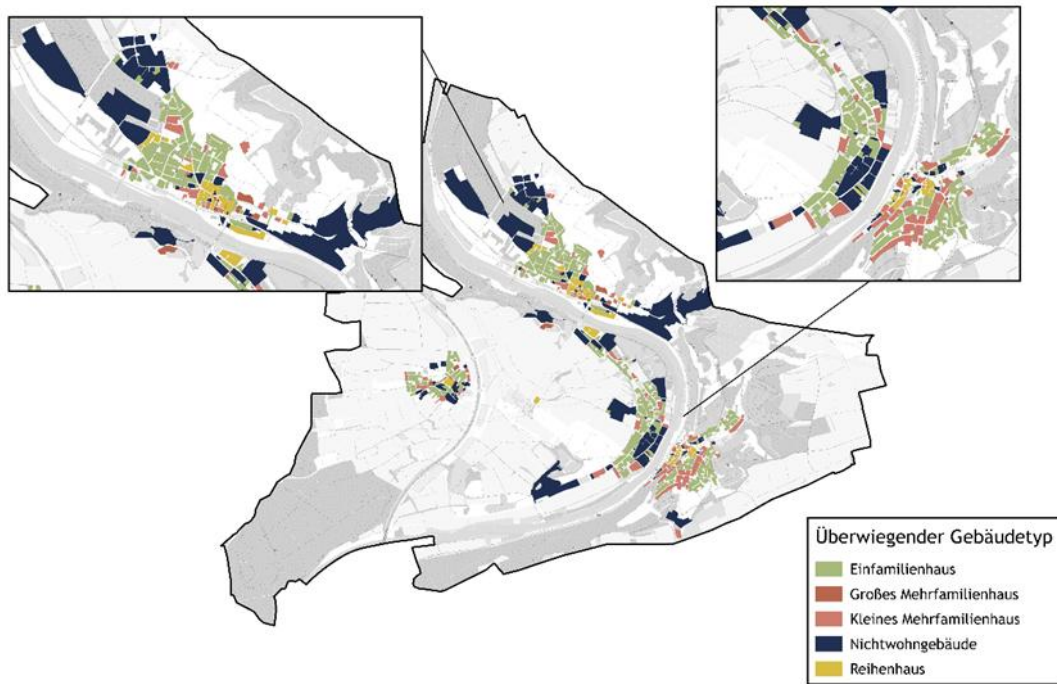 Überwiegender Gebäudetyp
Einfamilienhaus
Großes Mehrfamilienhaus
Kleines Mehrfamilienhaus
Nichtwohngebäude
Reihenhaus